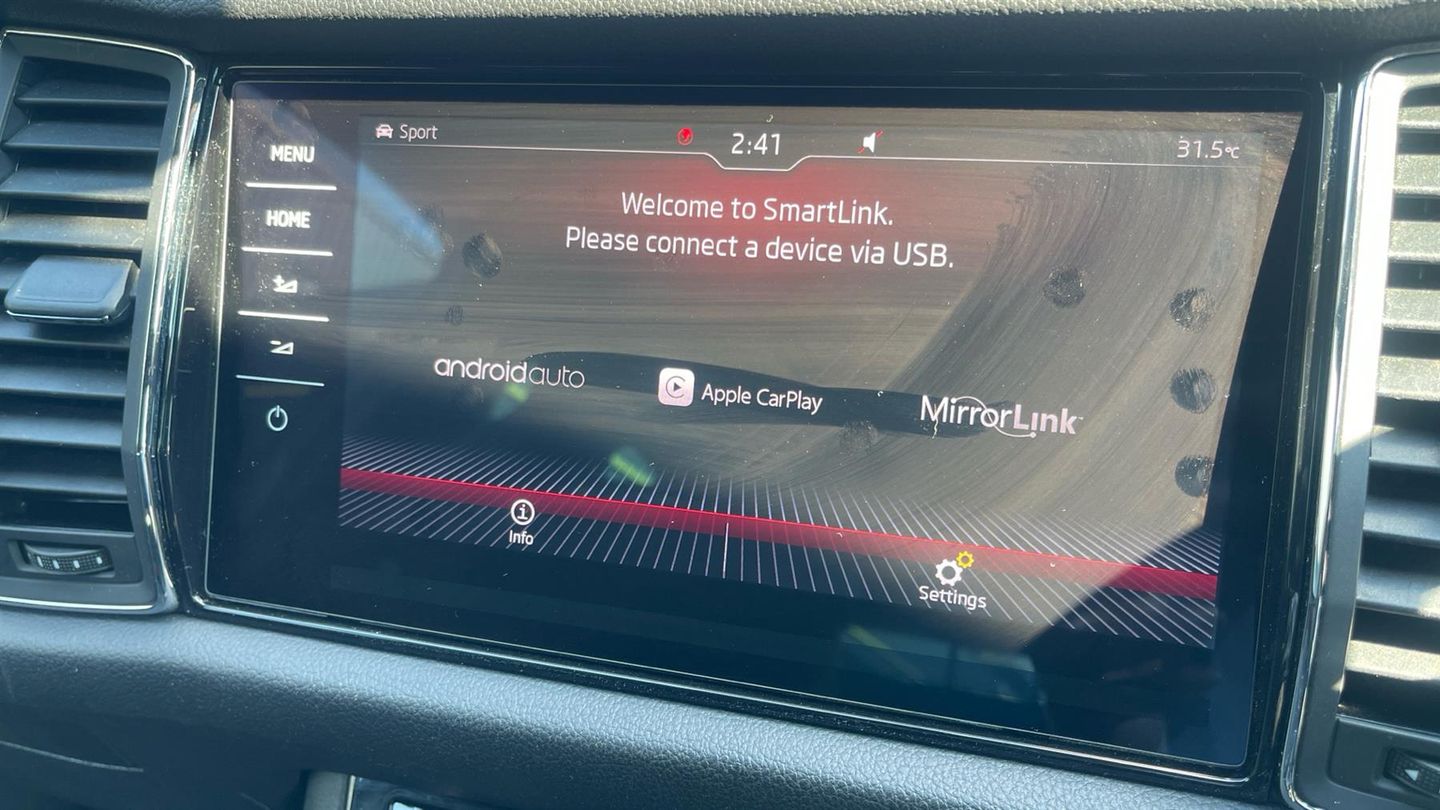 MENU
HOME
Sport
2:41
31.5°C
Welcome to SmartLink.
Please connect a device via USB.
androidauto
Apple CarPlay
MirrorLink™
Info
Settings